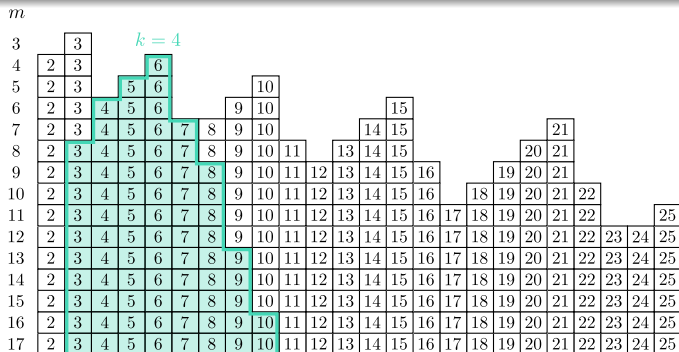 m
k = 4
3 3
4 2 3 6
5 2 3 5 6 10
6 2 3 4 5 6 9 10 15
7 2 3 4 5 6 7 8 9 10 14 15 21
8 2 3 4 5 6 7 8 9 10 11 13 14 15 20 21
9 2 3 4 5 6 7 8 9 10 11 12 13 14 15 16 19 20 21
10 2 3 4 5 6 7 8 9 10 11 12 13 14 15 16 18 19 20 21 22
11 2 3 4 5 6 7 8 9 10 11 12 13 14 15 16 17 18 19 20 21 22 25
12 2 3 4 5 6 7 8 9 10 11 12 13 14 15 16 17 18 19 20 21 22 23 24 25
13 2 3 4 5 6 7 8 9 10 11 12 13 14 15 16 17 18 19 20 21 22 23 24 25
14 2 3 4 5 6 7 8 9 10 11 12 13 14 15 16 17 18 19 20 21 22 23 24 25
15 2 3 4 5 6 7 8 9 10 11 12 13 14 15 16 17 18 19 20 21 22 23 24 25
16 2 3 4 5 6 7 8 9 10 11 12 13 14 15 16 17 18 19 20 21 22 23 24 25
17 2 3 4 5 6 7 8 9 10 11 12 13 14 15 16 17 18 19 20 21 22 23 24 25